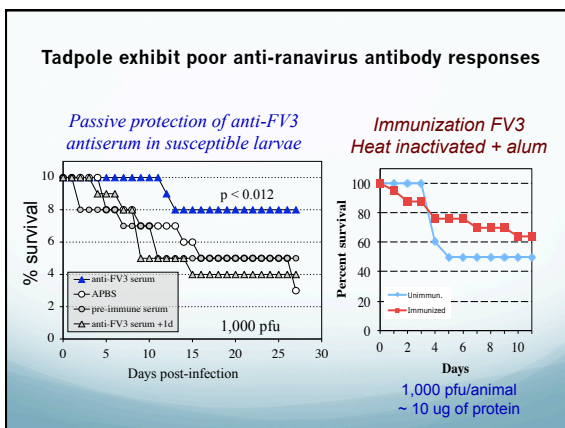 Tadpole exhibit poor anti-ranavirus antibody responses
Passive protection of anti-FV3
antiserum in susceptible larvae
% survival
10
8
6
4
2
0
p < 0.012
anti-FV3 serum
APBS
pre-immune serum
anti-FV3 serum +1d
1,000 pfu
0 5 10 15 20 25 30
Days post-infection
Immunization FV3
Heat inactivated + alum
Percent survival
100
80
60
40
20
0
Unimmun.
Immunized
0 2 4 6 8 10
Days
1,000 pfu/animal
~ 10 ug of protein